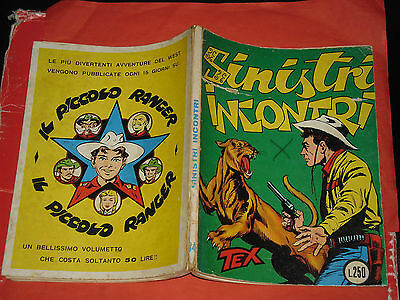 LE PIÙ DIVERTENTI AVVENTURE DEL WEST
VENGONO PUBBLICATE OGNI 15 GIORNI SU:
IL PICCOLO RANGER
IL PICCOLO RANGER
UN BELLISSIMO VOLUMETTO
CHE COSTA SOLTANTO 50 LIRE!!
SINISTRI INCONTRI
Sinistri
INCONTRI
TEX
L.250